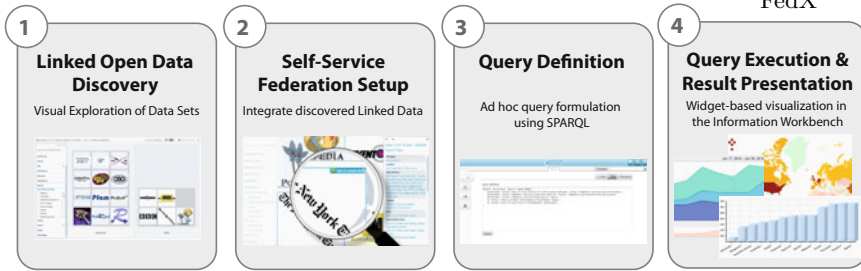 FedX
1
Linked Open Data
Discovery
Visual Exploration of Data Sets
2
Self-Service
Federation Setup
Integrate discovered Linked Data
New York
3
Query Definition
Ad hoc query formulation
using SPARQL
4
Query Execution &
Result Presentation
Widget-based visualization in
the Information Workbench